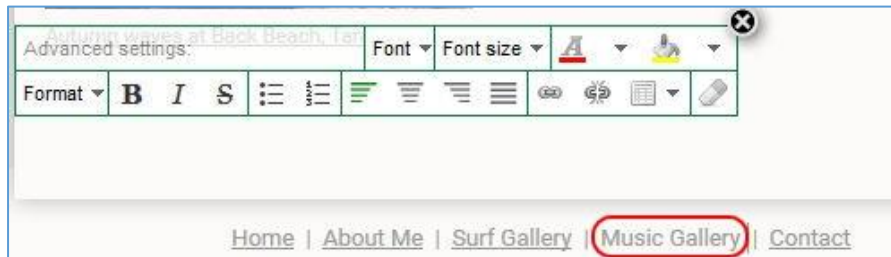 Autumn waves at Back Beach, Tara
Advanced settings: Font Font size A
Format B I S
Home | About Me | Surf Gallery | Music Gallery | Contact